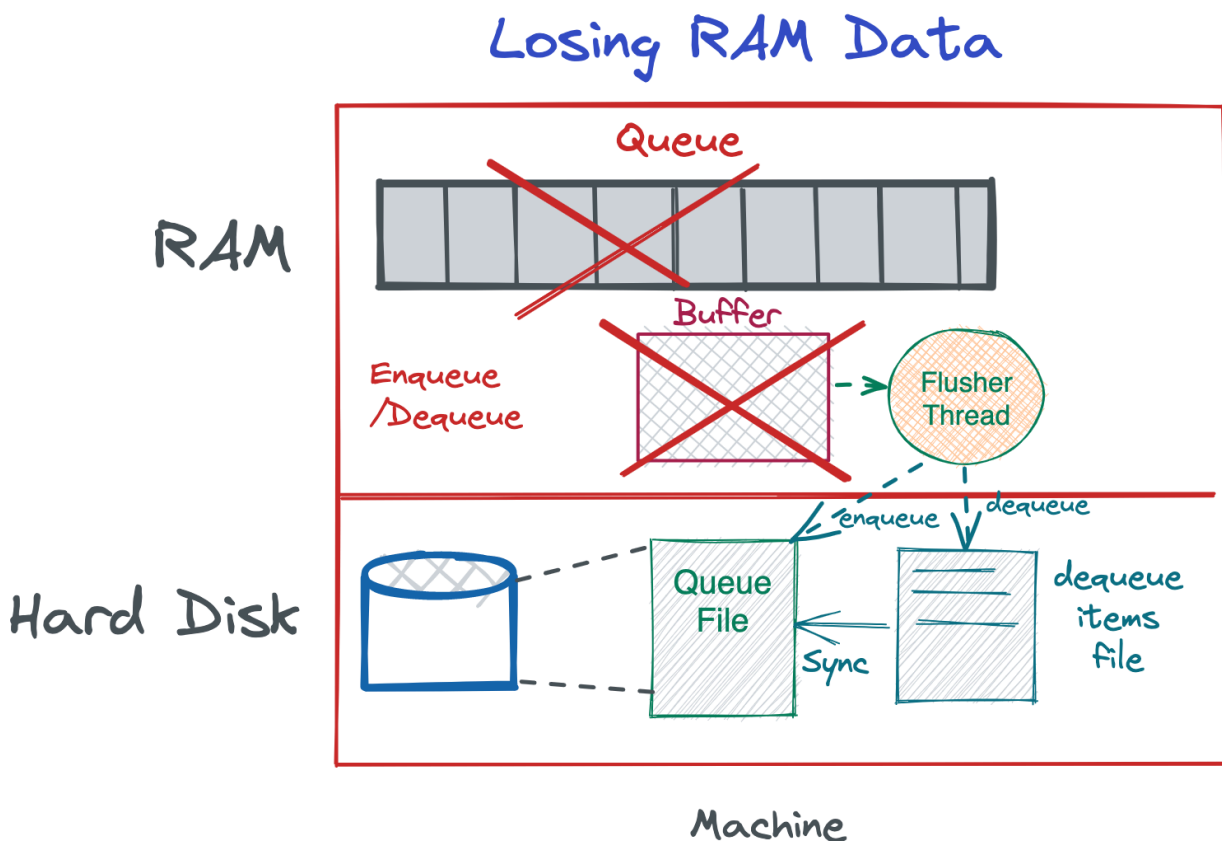 Losing RAM Data
Queue
RAM
Buffer
Enqueue
/Dequeue
Flusher
Thread
enqueue
dequeue
Hard Disk
Queue
File
Sync
dequeue
items
file
Machine